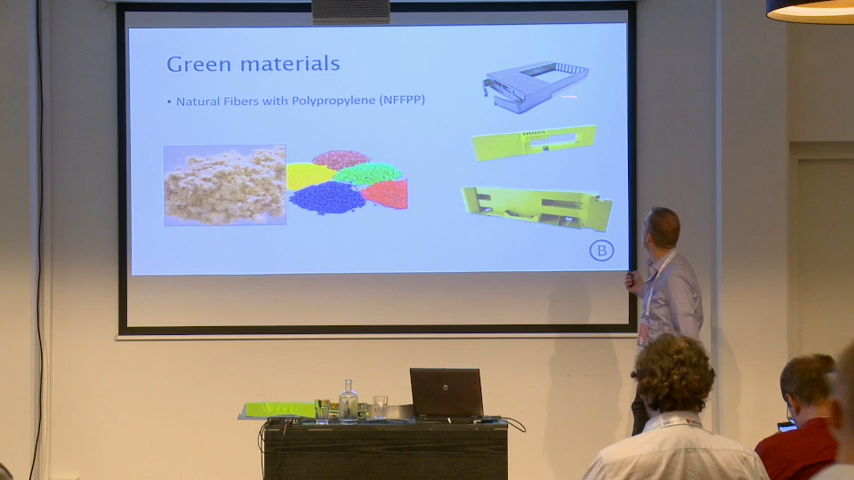 Green materials
• Natural Fibers with Polypropylene (NFFPP)
B